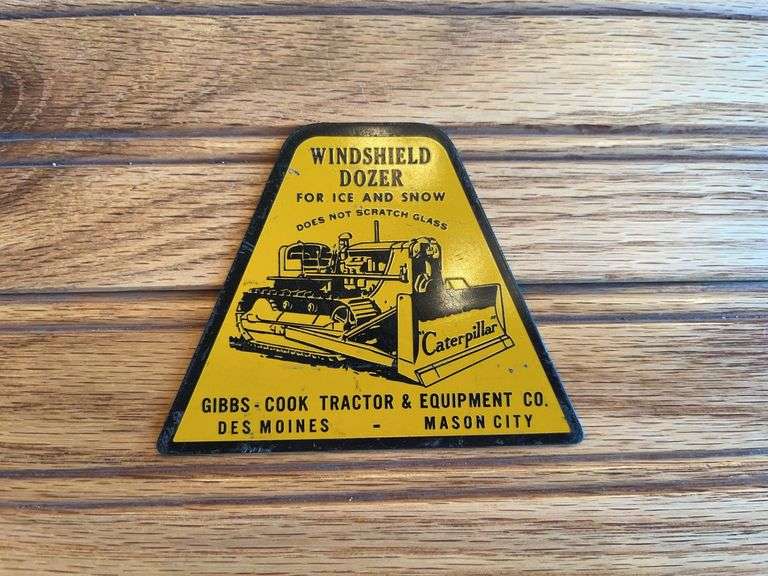 WINDSHIELD
DOZER
FOR ICE AND SNOW
DOES NOT SCRATCH GLASS
"Caterpillar"
GIBBS - COOK TRACTOR & EQUIPMENT CO.
DES MOINES - MASON CITY